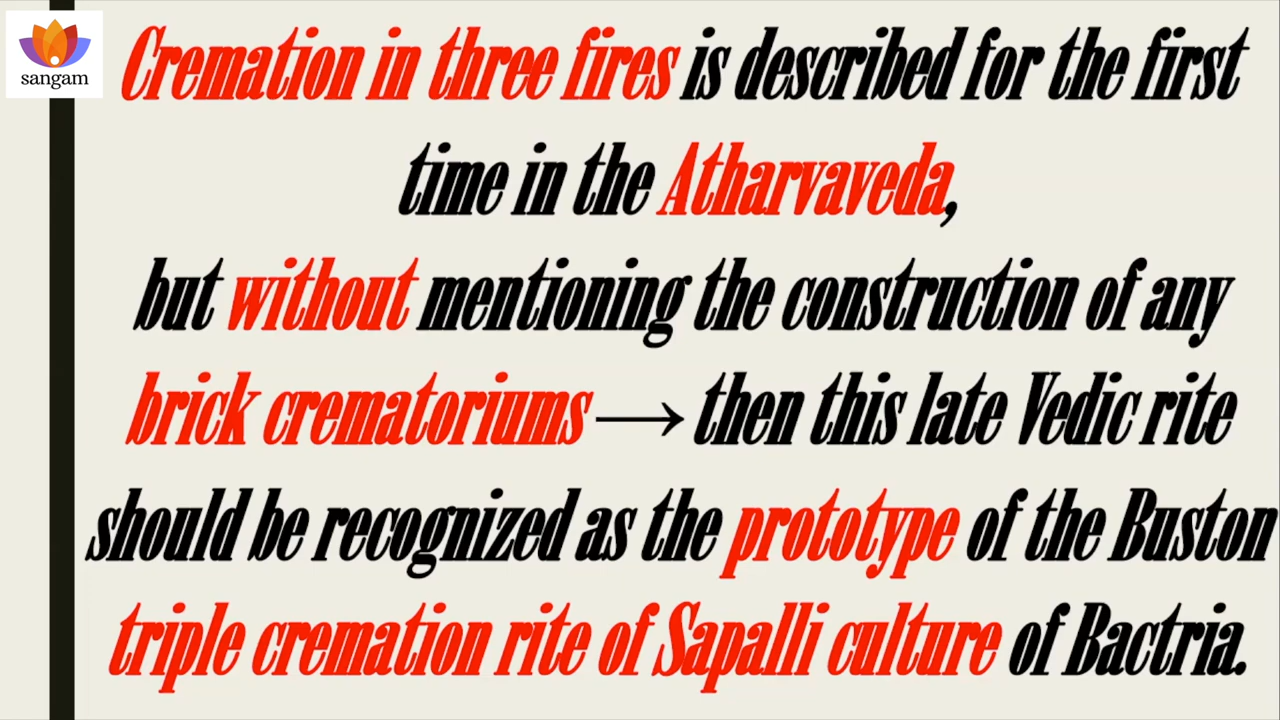 sangam
Cremation in three fires is described for the first
time in the Atharvaveda,
but without mentioning the construction of any
brick crematoriums → then this late Vedic rite
should be recognized as the prototype of the Buston
triple cremation rite of Sapalli culture of Bactria.